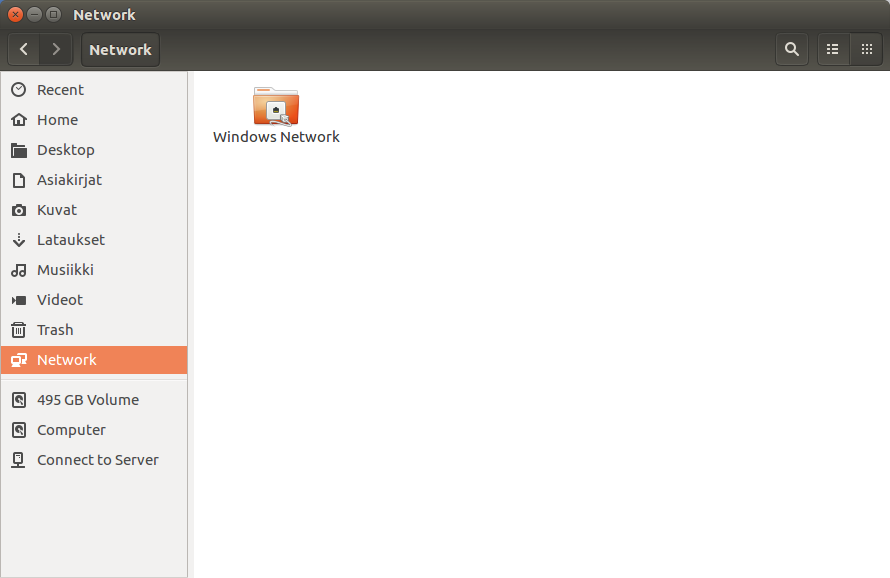 Network
Network
Recent
Home
Desktop
Asiakirjat
Kuvat
Lataukset
Musiikki
Videot
Trash
Network
495 GB Volume
Computer
Connect to Server
Windows Network